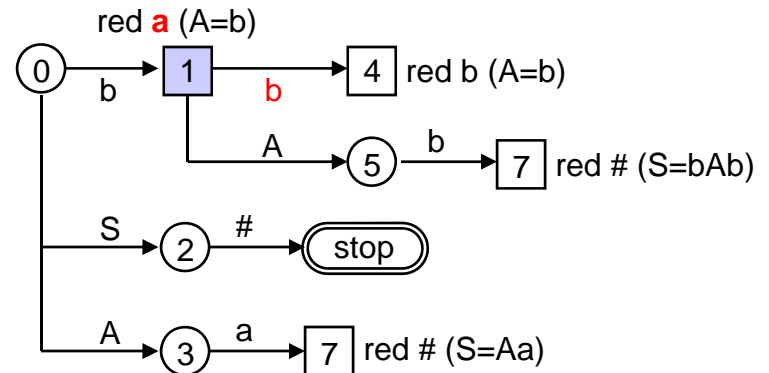 red a (A=b)
0
b
1
b
4
red b (A=b)
A
5
b
7
red # (S=bAb)
S
2
#
stop
A
3
a
7
red # (S=Aa)